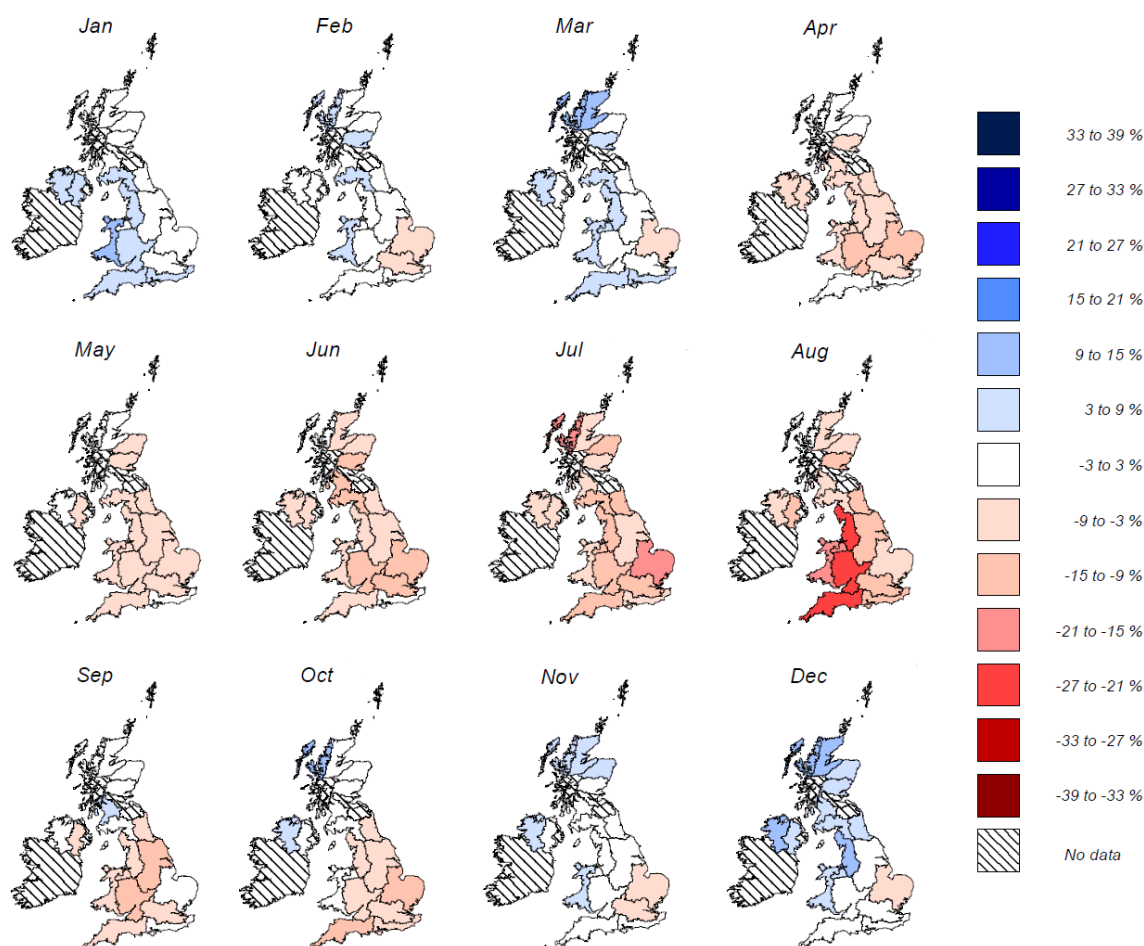 Jan
Feb
Mar
Apr
May
Jun
Jul
Aug
Sep
Oct
Nov
Dec
33 to 39 %
27 to 33 %
21 to 27 %
15 to 21 %
9 to 15 %
3 to 9 %
-3 to 3 %
-9 to -3 %
-15 to -9 %
-21 to -15 %
-27 to -21 %
-33 to -27 %
-39 to -33 %
No data